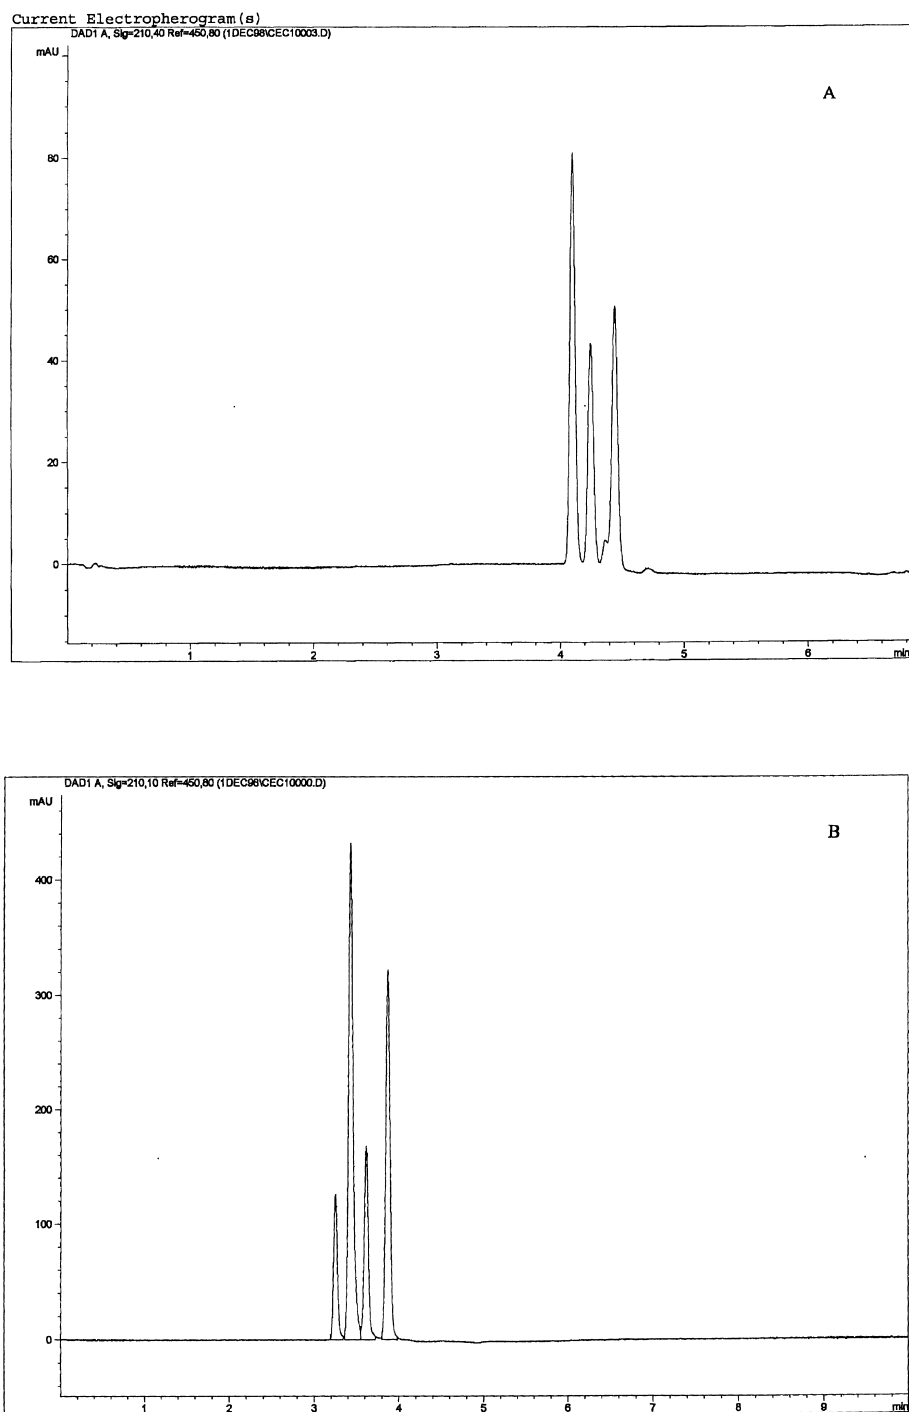 Current Electropherogram(s)
DAD1 A, Sig=210,40 Ref=450,80 (1DEC98\CEC10003.D)
mAU
A
80
60
40
20
0
1 2 3 4 5 6 min
DAD1 A, Sig=210,10 Ref=450,80 (1DEC98\CEC10000.D)
mAU
B
400
300
200
100
0
1 2 3 4 5 6 7 8 9 min